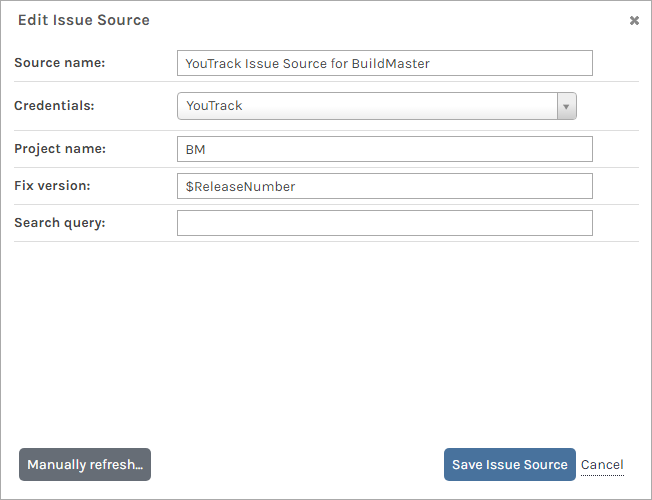 Edit Issue Source
Source name: YouTrack Issue Source for BuildMaster
Credentials: YouTrack
Project name: BM
Fix version: $ReleaseNumber
Search query:
Manually refresh... Save Issue Source Cancel